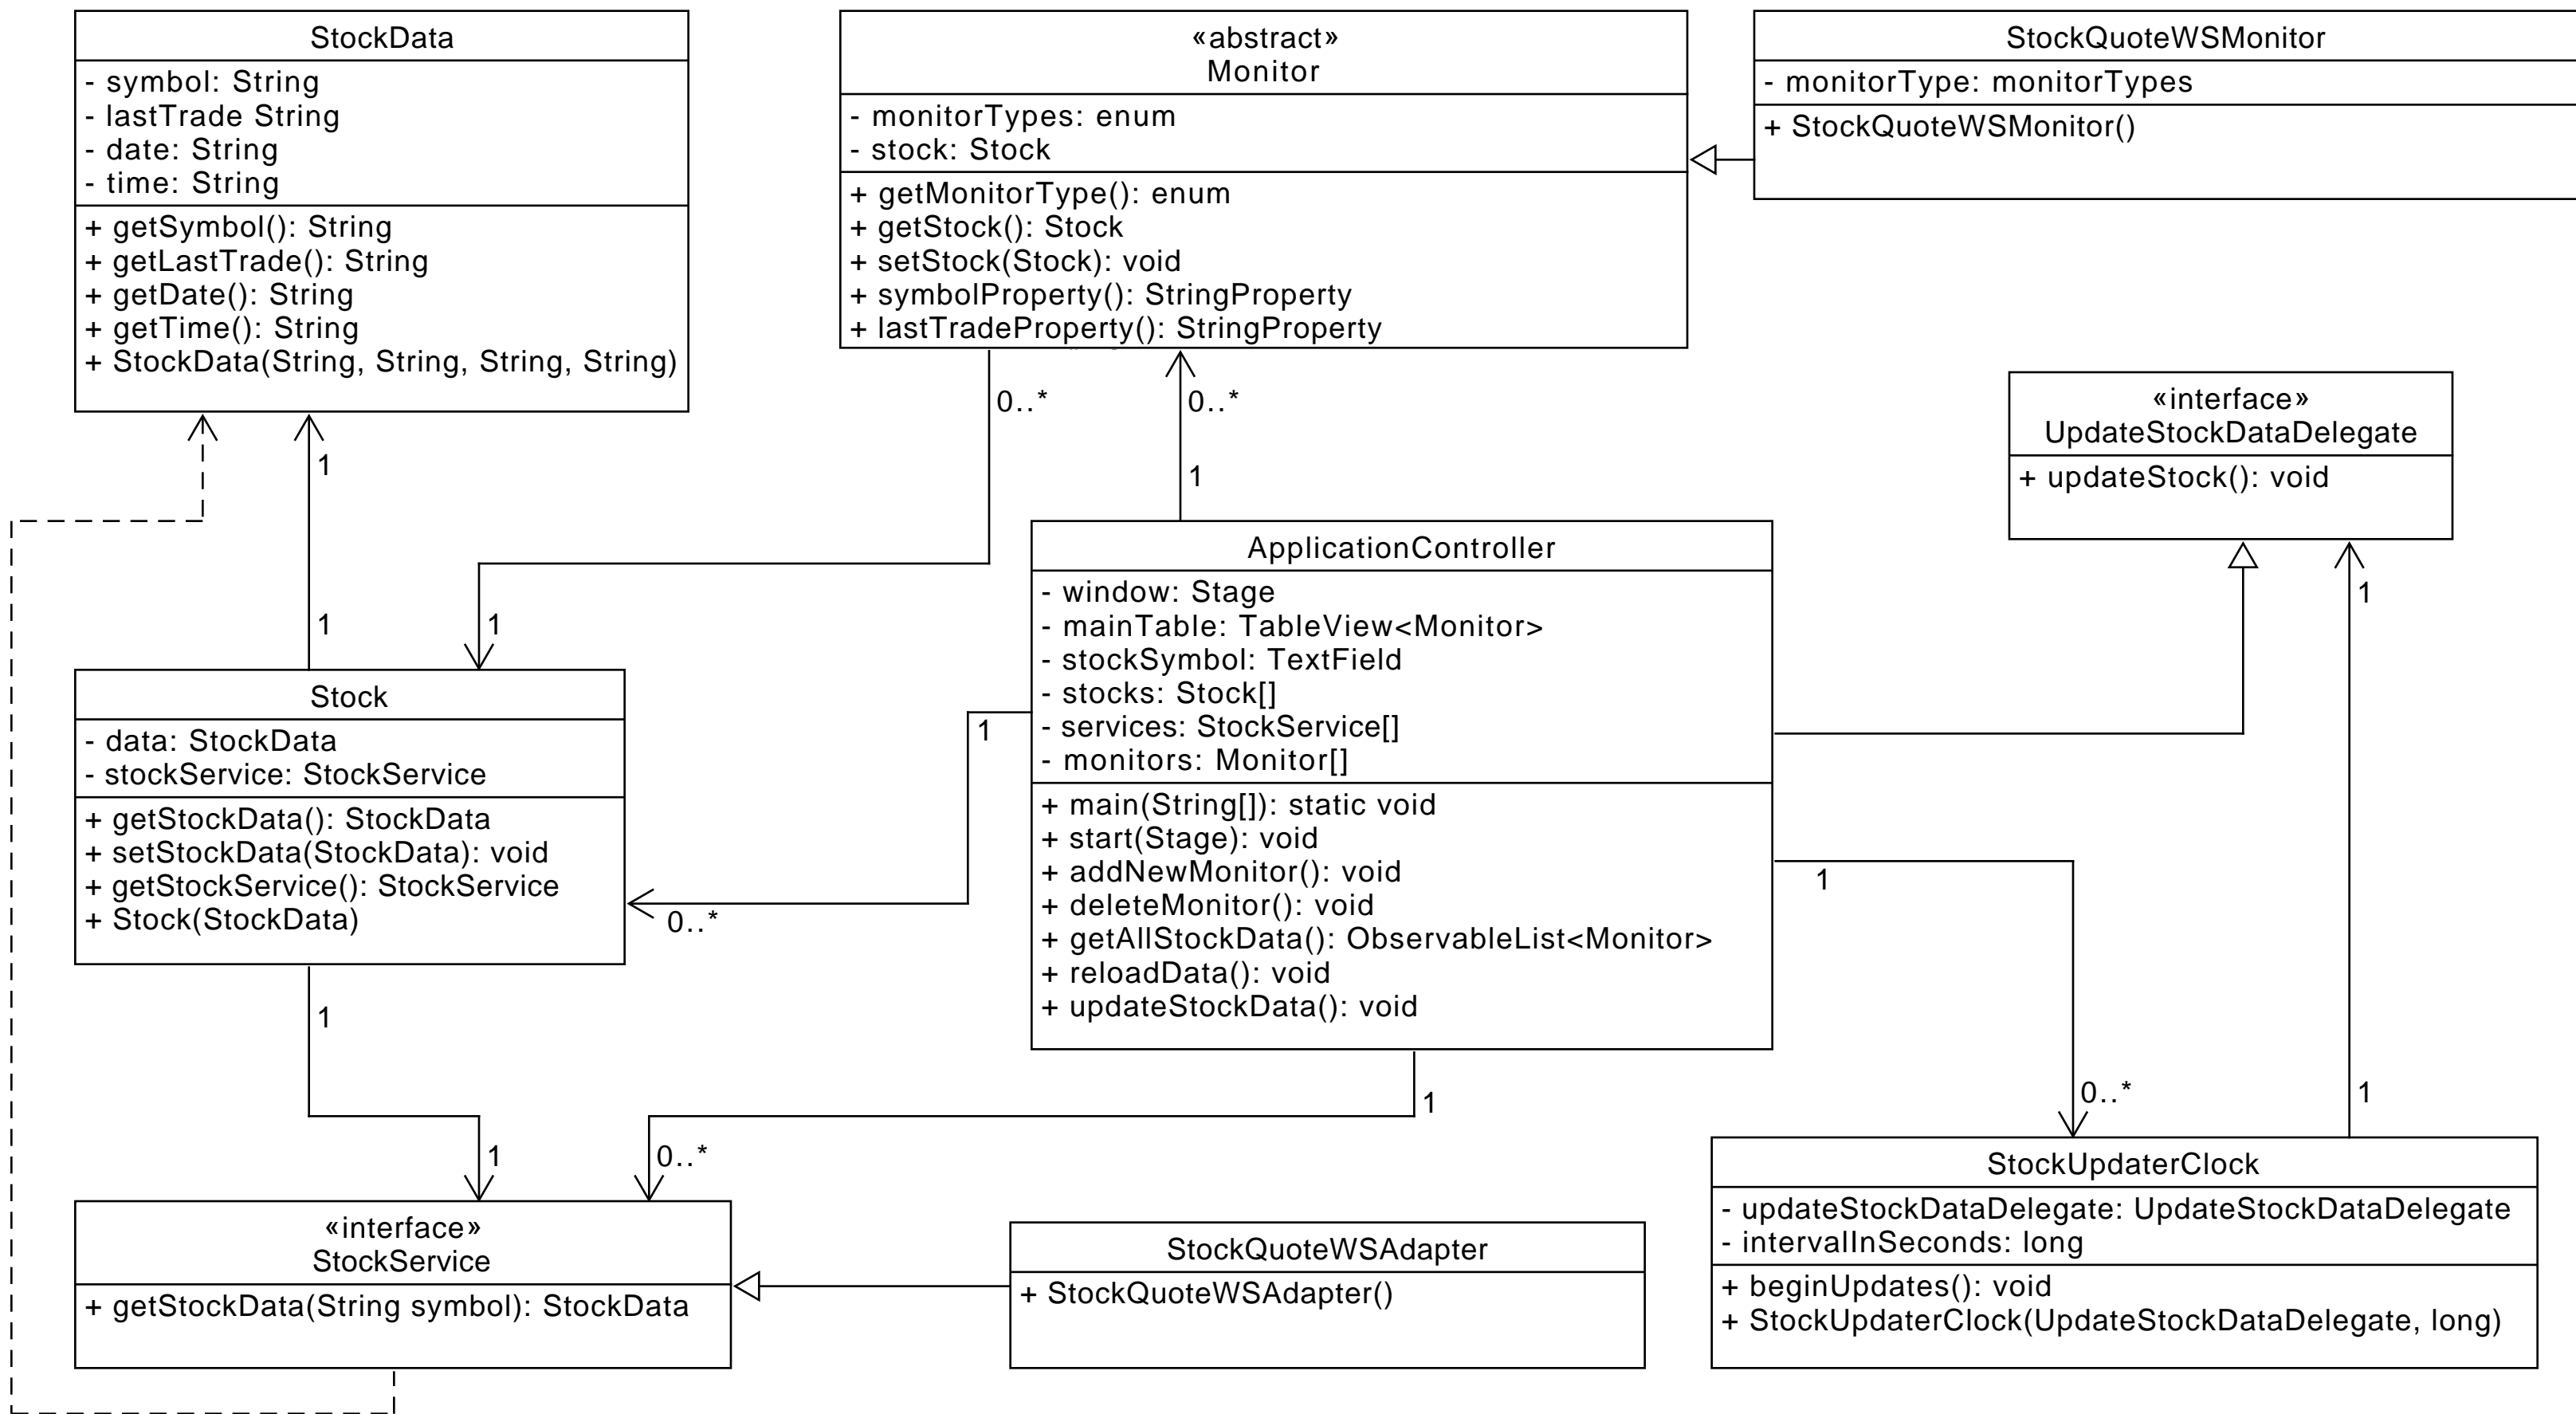 StockData
- symbol: String
- lastTrade String
- date: String
- time: String
+ getSymbol(): String
+ getLastTrade(): String
+ getDate(): String
+ getTime(): String
+ StockData(String, String, String, String)
«abstract»
Monitor
- monitorTypes: enum
- stock: Stock
+ getMonitorType(): enum
+ getStock(): Stock
+ setStock(Stock): void
+ symbolProperty(): StringProperty
+ lastTradeProperty(): StringProperty
StockQuoteWSMonitor
- monitorType: monitorTypes
+ StockQuoteWSMonitor()
0..*
0..*
1
1
1
1
«interface»
UpdateStockDataDelegate
+ updateStock(): void
1
Stock
- data: StockData
- stockService: StockService
+ getStockData(): StockData
+ setStockData(StockData): void
+ getStockService(): StockService
+ Stock(StockData)
1
0..*
ApplicationController
- window: Stage
- mainTable: TableView<Monitor>
- stockSymbol: TextField
- stocks: Stock[]
- services: StockService[]
- monitors: Monitor[]
+ main(String[]): static void
+ start(Stage): void
+ addNewMonitor(): void
+ deleteMonitor(): void
+ getAllStockData(): ObservableList<Monitor>
+ reloadData(): void
+ updateStockData(): void
1
1
1
0..*
1
0..*
1
«interface»
StockService
+ getStockData(String symbol): StockData
StockQuoteWSAdapter
+ StockQuoteWSAdapter()
StockUpdaterClock
- updateStockDataDelegate: UpdateStockDataDelegate
- intervalInSeconds: long
+ beginUpdates(): void
+ StockUpdaterClock(UpdateStockDataDelegate, long)